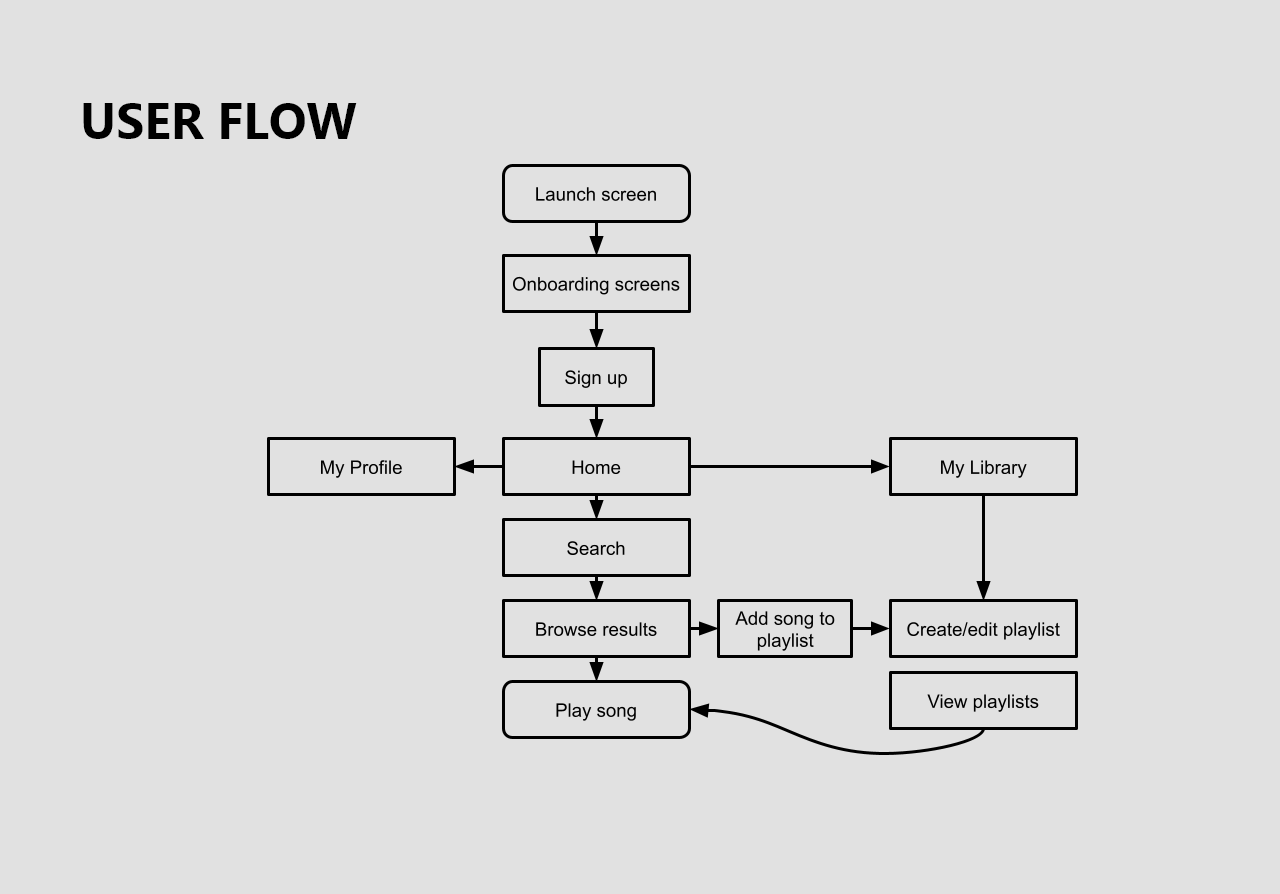 USER FLOW
Launch screen
Onboarding screens
Sign up
My Profile
Home
My Library
Search
Browse results
Add song to
playlist
Create/edit playlist
View playlists
Play song